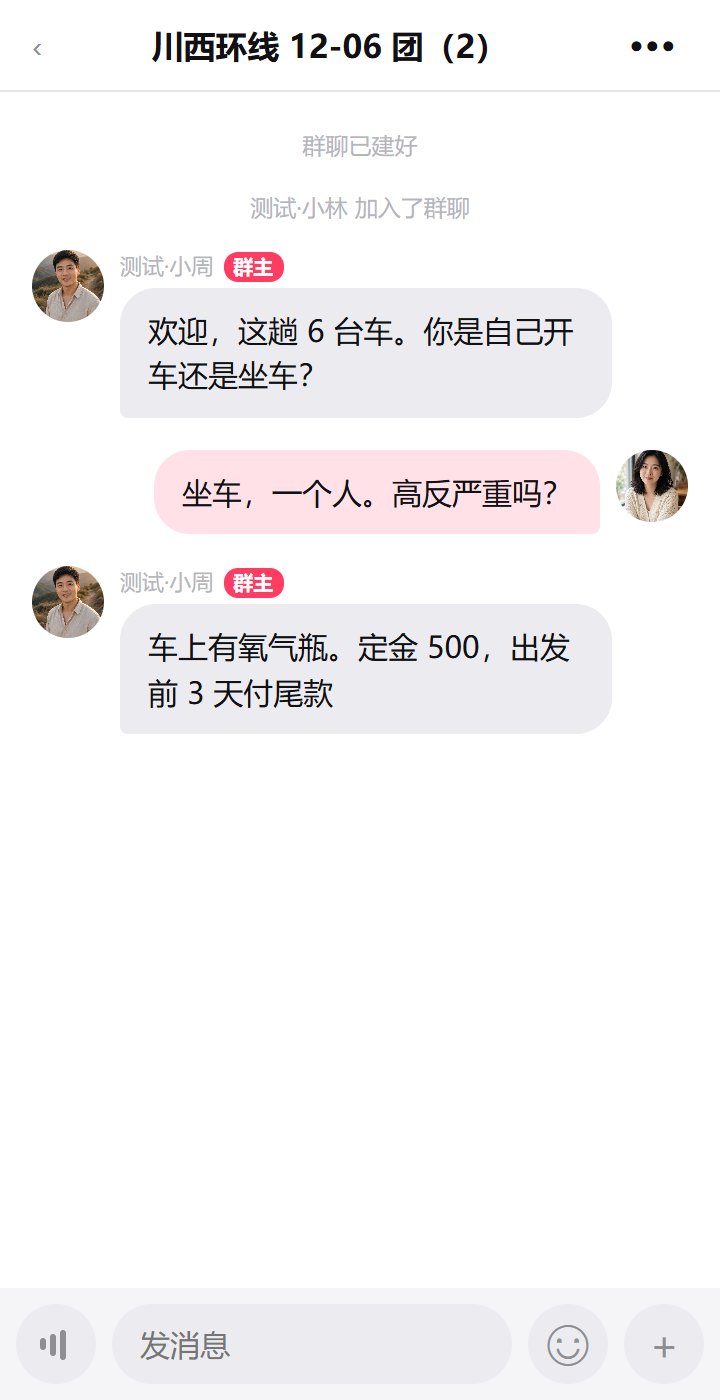 川西环线 12-06 团（2）
群聊已建好
测试·小林 加入了群聊
测试·小周 群主
欢迎，这趟 6 台车。你是自己开
车还是坐车？
坐车，一个人。高反严重吗？
测试·小周 群主
车上有氧气瓶。定金 500，出发
前 3 天付尾款
发消息